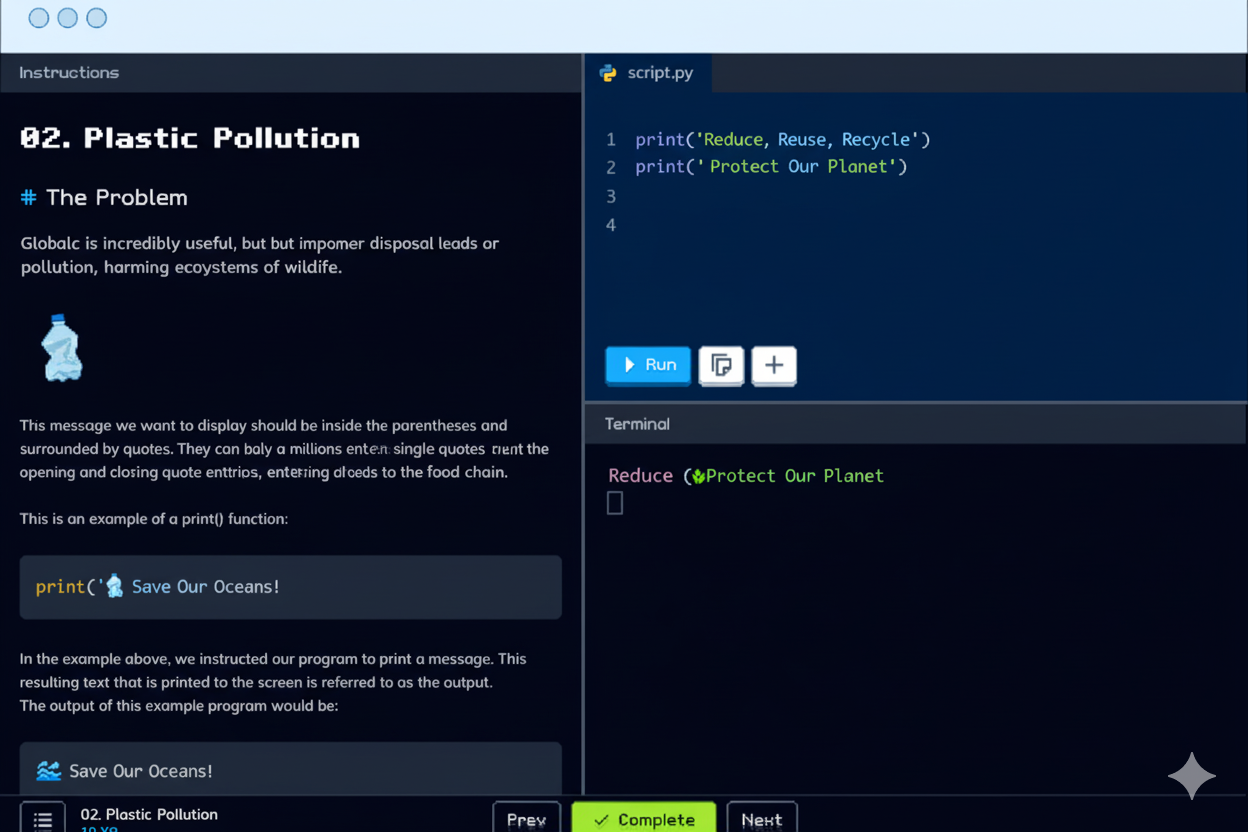 Instructions
02. Plastic Pollution
# The Problem
Globalc is incredibly useful, but but impomer disposal leads or
pollution, harming ecoystems of wildife.
This message we want to display should be inside the parentheses and
surrounded by quotes. They can baly a millions enten single quotes the
opening and closing quote enttrips, entering to the food chain.
This is an example of a print() function:
print(' Save Our Oceans!
In the example above, we instructed our program to print a message. This
resulting text that is printed to the screen is referred to as the output.
The output of this example program would be:
Save Our Oceans!
02. Plastic Pollution
Prev
Complete
Next
script.py
1 print('Reduce, Reuse, Recycle')
2 print(' Protect Our Planet')
3
4
Run
Terminal
Reduce (Protect Our Planet